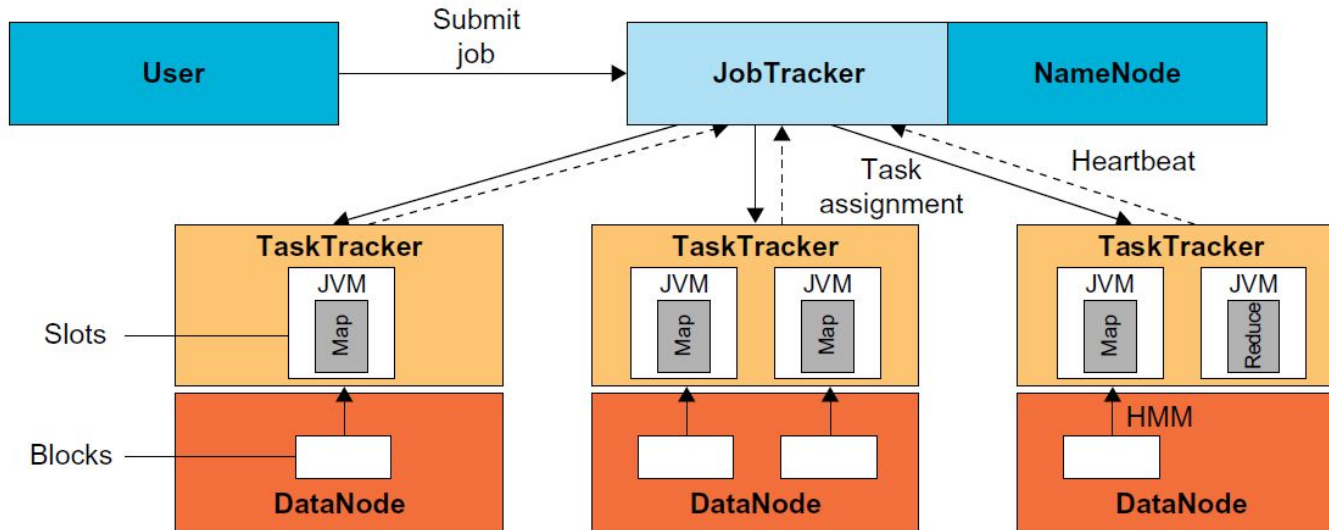 Submit
job
User
JobTracker
NameNode
Heartbeat
Task
assignment
TaskTracker
TaskTracker
TaskTracker
JVM
JVM
JVM
JVM
JVM
Slots
Map
Map
Map
Map
Reduce
HMM
Blocks
DataNode
DataNode
DataNode